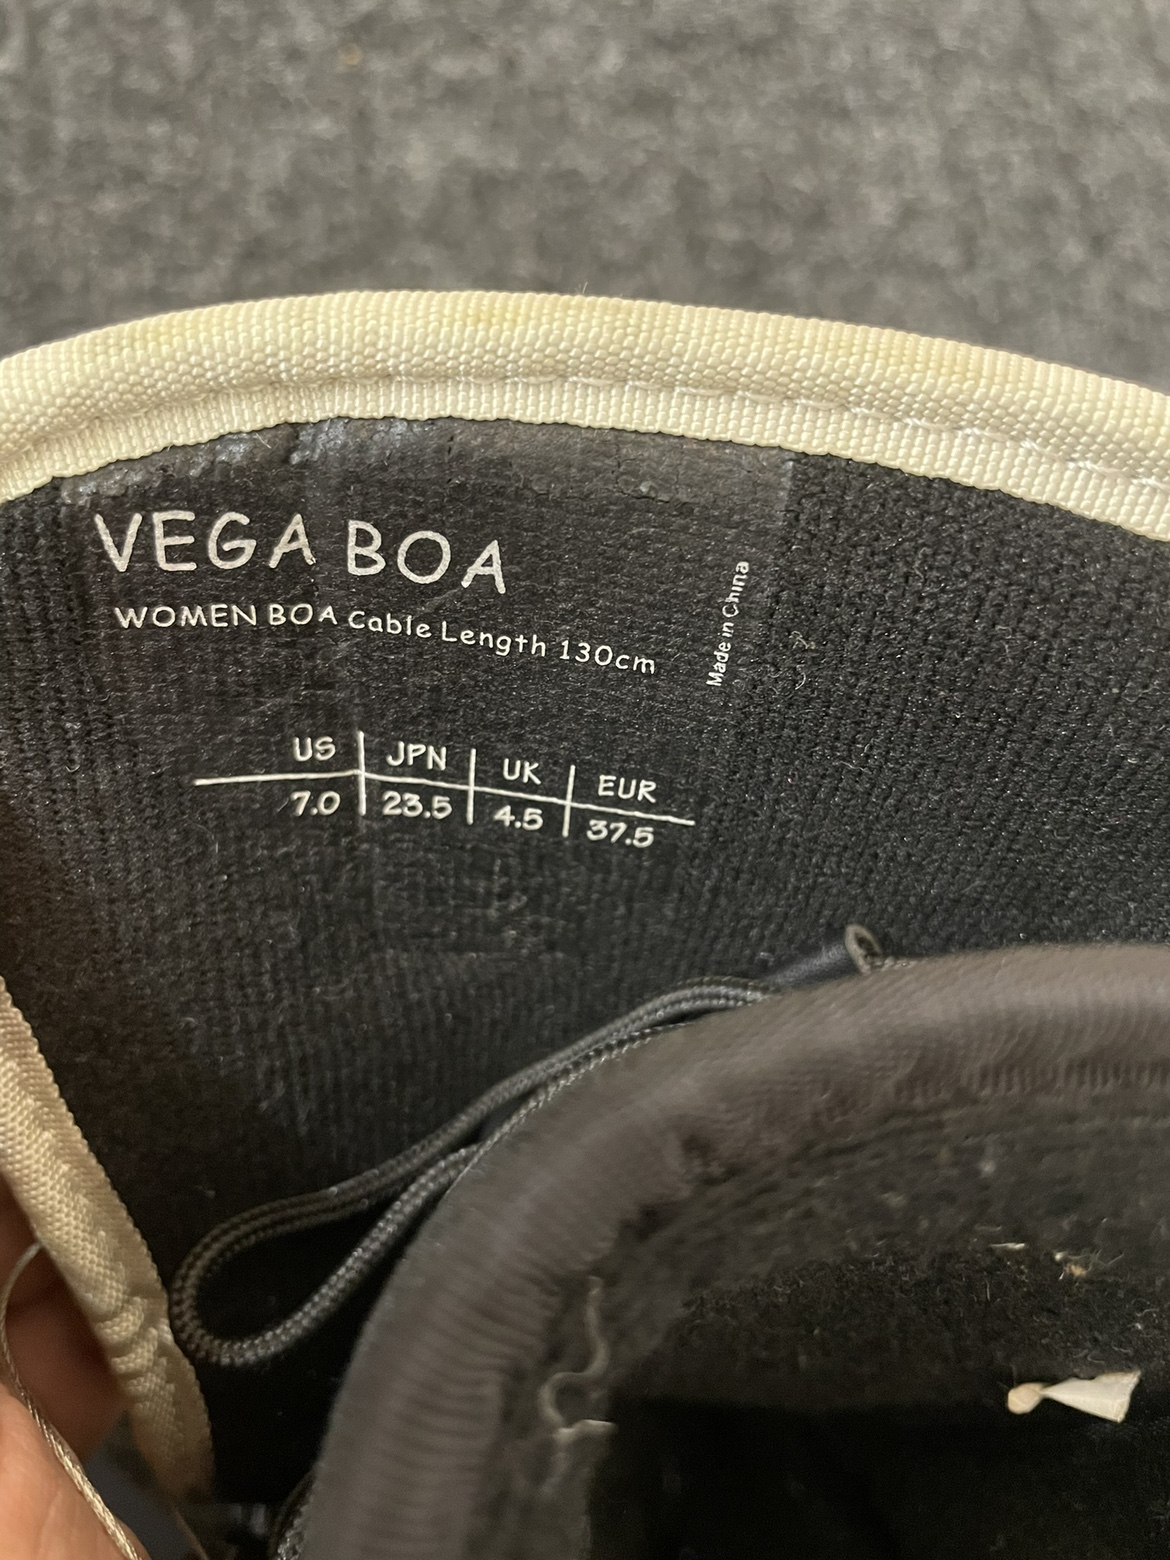 VEGA BOA
WOMEN BOA Cable Length 130cm
Made in China
US JPN UK EUR
7.0 23.5 4.5 37.5